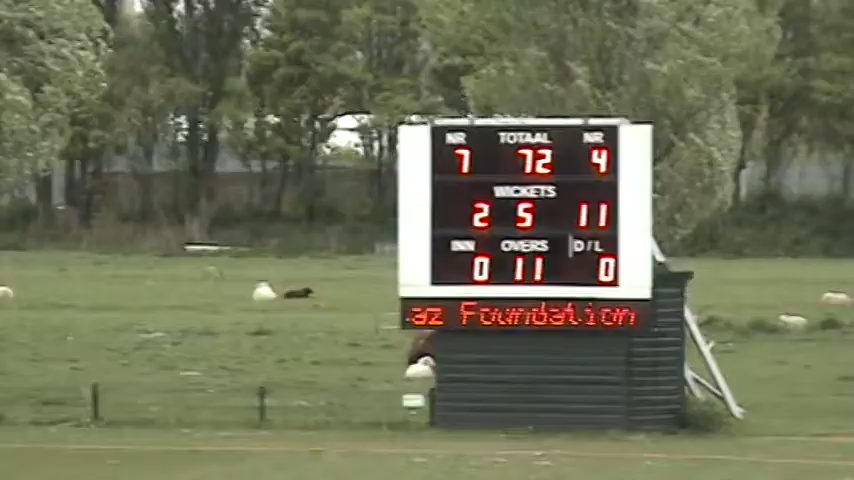 NR TOTAAL NR
7 72 4
WICKETS
2 5 11
INN OVERS D/L
0 11 0
az Foundation